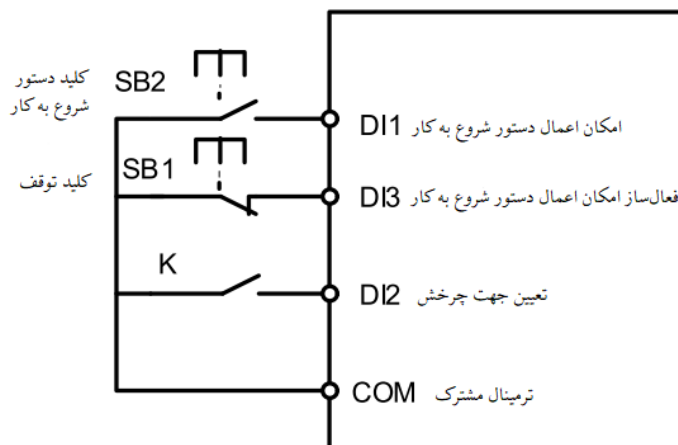 کلید دستور
شروع به کار
SB2
DI1 امکان اعمال دستور شروع به کار
کلید توقف
SB1
DI3 فعال‌ساز امکان اعمال دستور شروع به کار
K
DI2 تعیین جهت چرخش
COM ترمینال مشترک